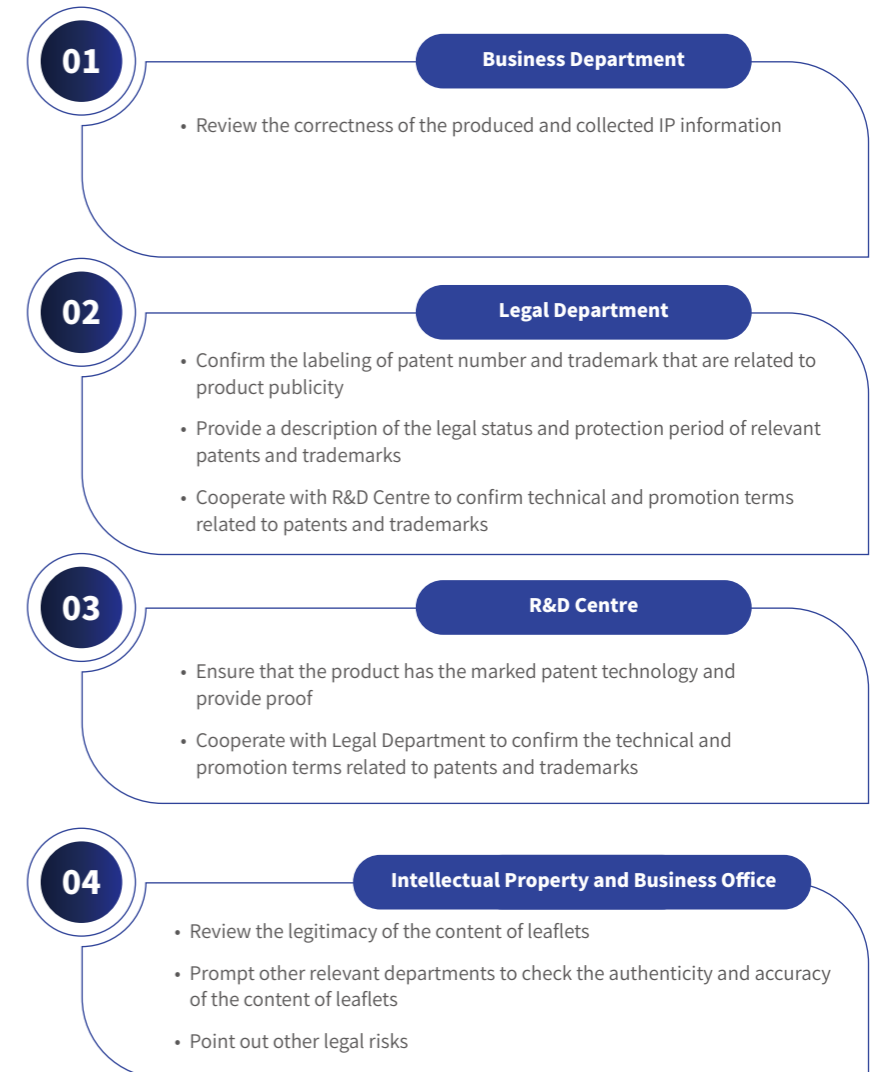 01
Business Department
• Review the correctness of the produced and collected IP information
02
Legal Department
• Confirm the labeling of patent number and trademark that are related to
product publicity
• Provide a description of the legal status and protection period of relevant
patents and trademarks
• Cooperate with R&D Centre to confirm technical and promotion terms
related to patents and trademarks
03
R&D Centre
• Ensure that the product has the marked patent technology and
provide proof
• Cooperate with Legal Department to confirm the technical and
promotion terms related to patents and trademarks
04
Intellectual Property and Business Office
• Review the legitimacy of the content of leaflets
• Prompt other relevant departments to check the authenticity and accuracy
of the content of leaflets
• Point out other legal risks